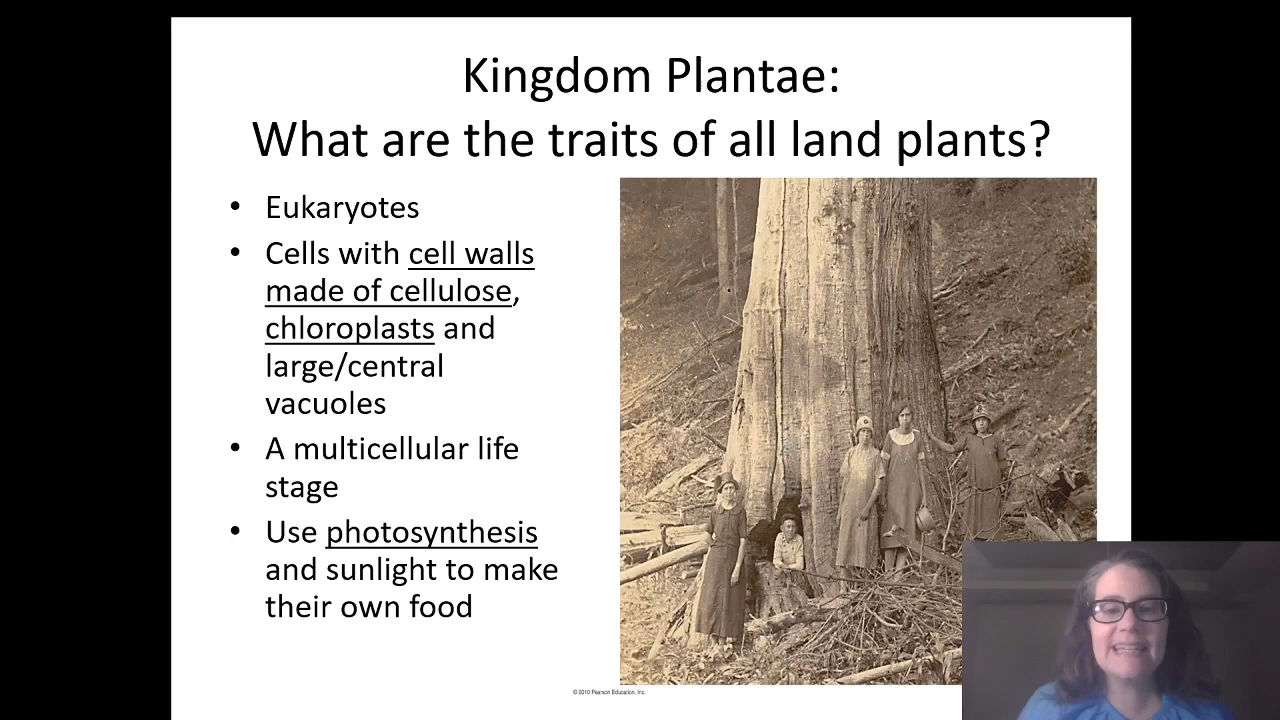 Kingdom Plantae:
What are the traits of all land plants?
• Eukaryotes
• Cells with cell walls
made of cellulose,
chloroplasts and
large/central
vacuoles
• A multicellular life
stage
• Use photosynthesis
and sunlight to make
their own food
© 2010 Pearson Education, Inc.